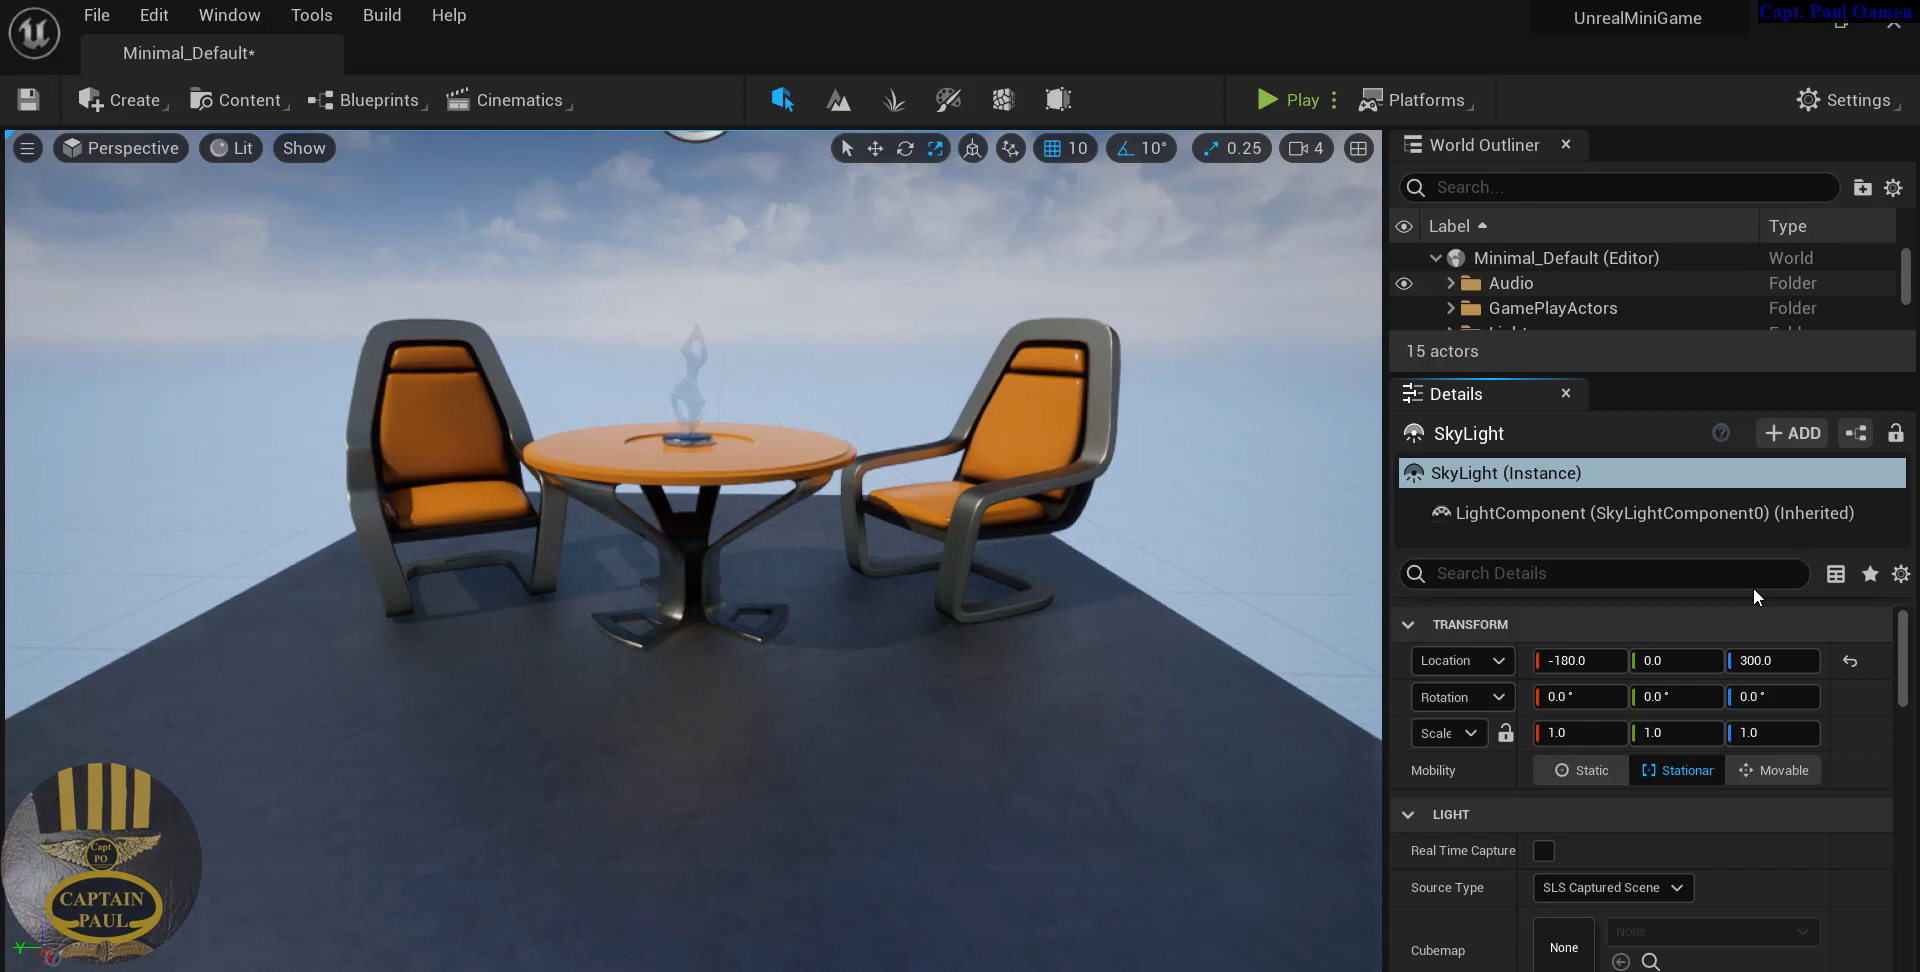 File Edit Window Tools Build Help
UnrealMiniGame
Capt. Paul Oamen
Minimal_Default*
Create Content Blueprints Cinematics
Play Platforms Settings
Perspective Lit Show
10 10° 0.25 4
World Outliner
Search...
Label Type
Minimal_Default (Editor) World
Audio Folder
GamePlayActors Folder
15 actors
Details
SkyLight
? + ADD
SkyLight (Instance)
LightComponent (SkyLightComponent0) (Inherited)
Search Details
TRANSFORM
Location -180.0 0.0 300.0
Rotation 0.0° 0.0° 0.0°
Scale 1.0 1.0 1.0
Mobility Static Stationar Movable
LIGHT
Real Time Capture
Source Type SLS Captured Scene
Cubemap None None
Capt
PO
CAPTAIN
PAUL
Y
X